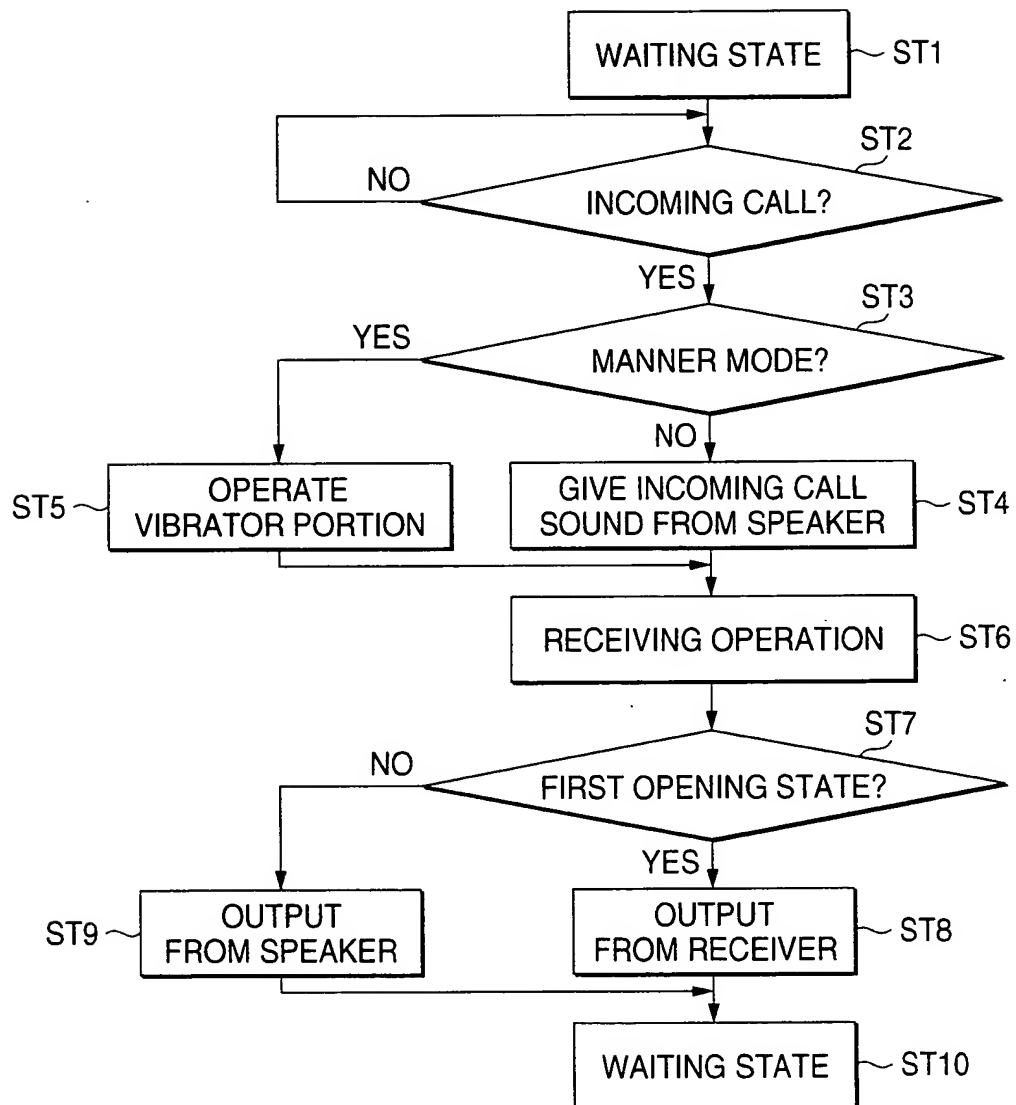 WAITING STATE
ST1
ST2
NO
INCOMING CALL?
YES
ST3
YES
MANNER MODE?
NO
ST5
OPERATE
VIBRATOR PORTION
GIVE INCOMING CALL
SOUND FROM SPEAKER
ST4
RECEIVING OPERATION
ST6
ST7
NO
FIRST OPENING STATE?
YES
ST9
OUTPUT
FROM SPEAKER
OUTPUT
FROM RECEIVER
ST8
WAITING STATE
ST10